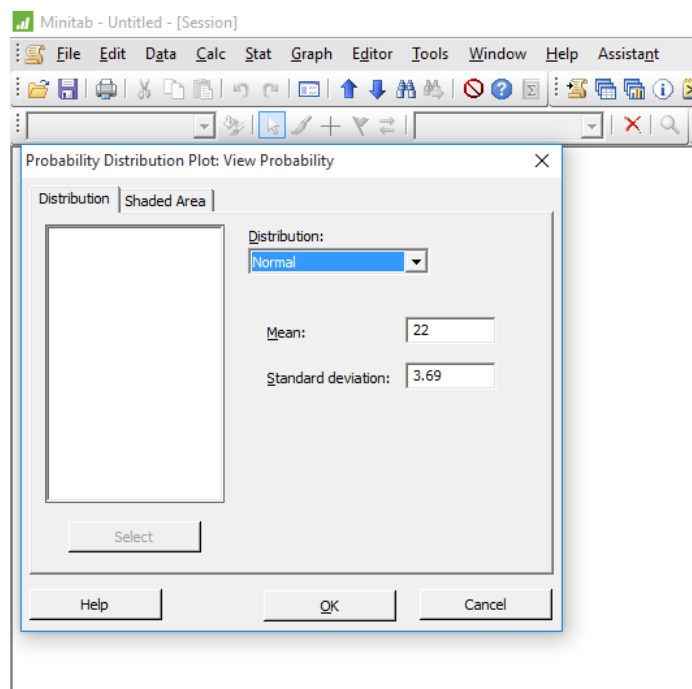 Minitab - Untitled - [Session]
File Edit Data Calc Stat Graph Editor Tools Window Help Assistant
Probability Distribution Plot: View Probability
Distribution Shaded Area
Distribution:
Normal
Mean: 22
Standard deviation: 3.69
Select
Help OK Cancel